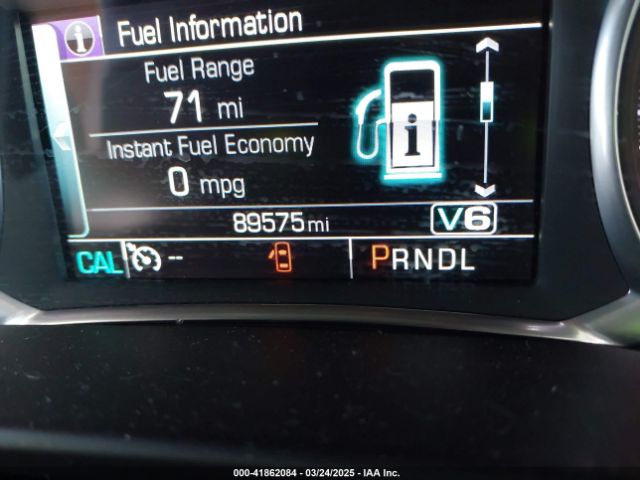 Fuel Information
Fuel Range
71 mi
Instant Fuel Economy
0 mpg
89575 mi
V6
CAL -- PRNDL
000-41862084 - 03/24/2025 - IAA Inc.